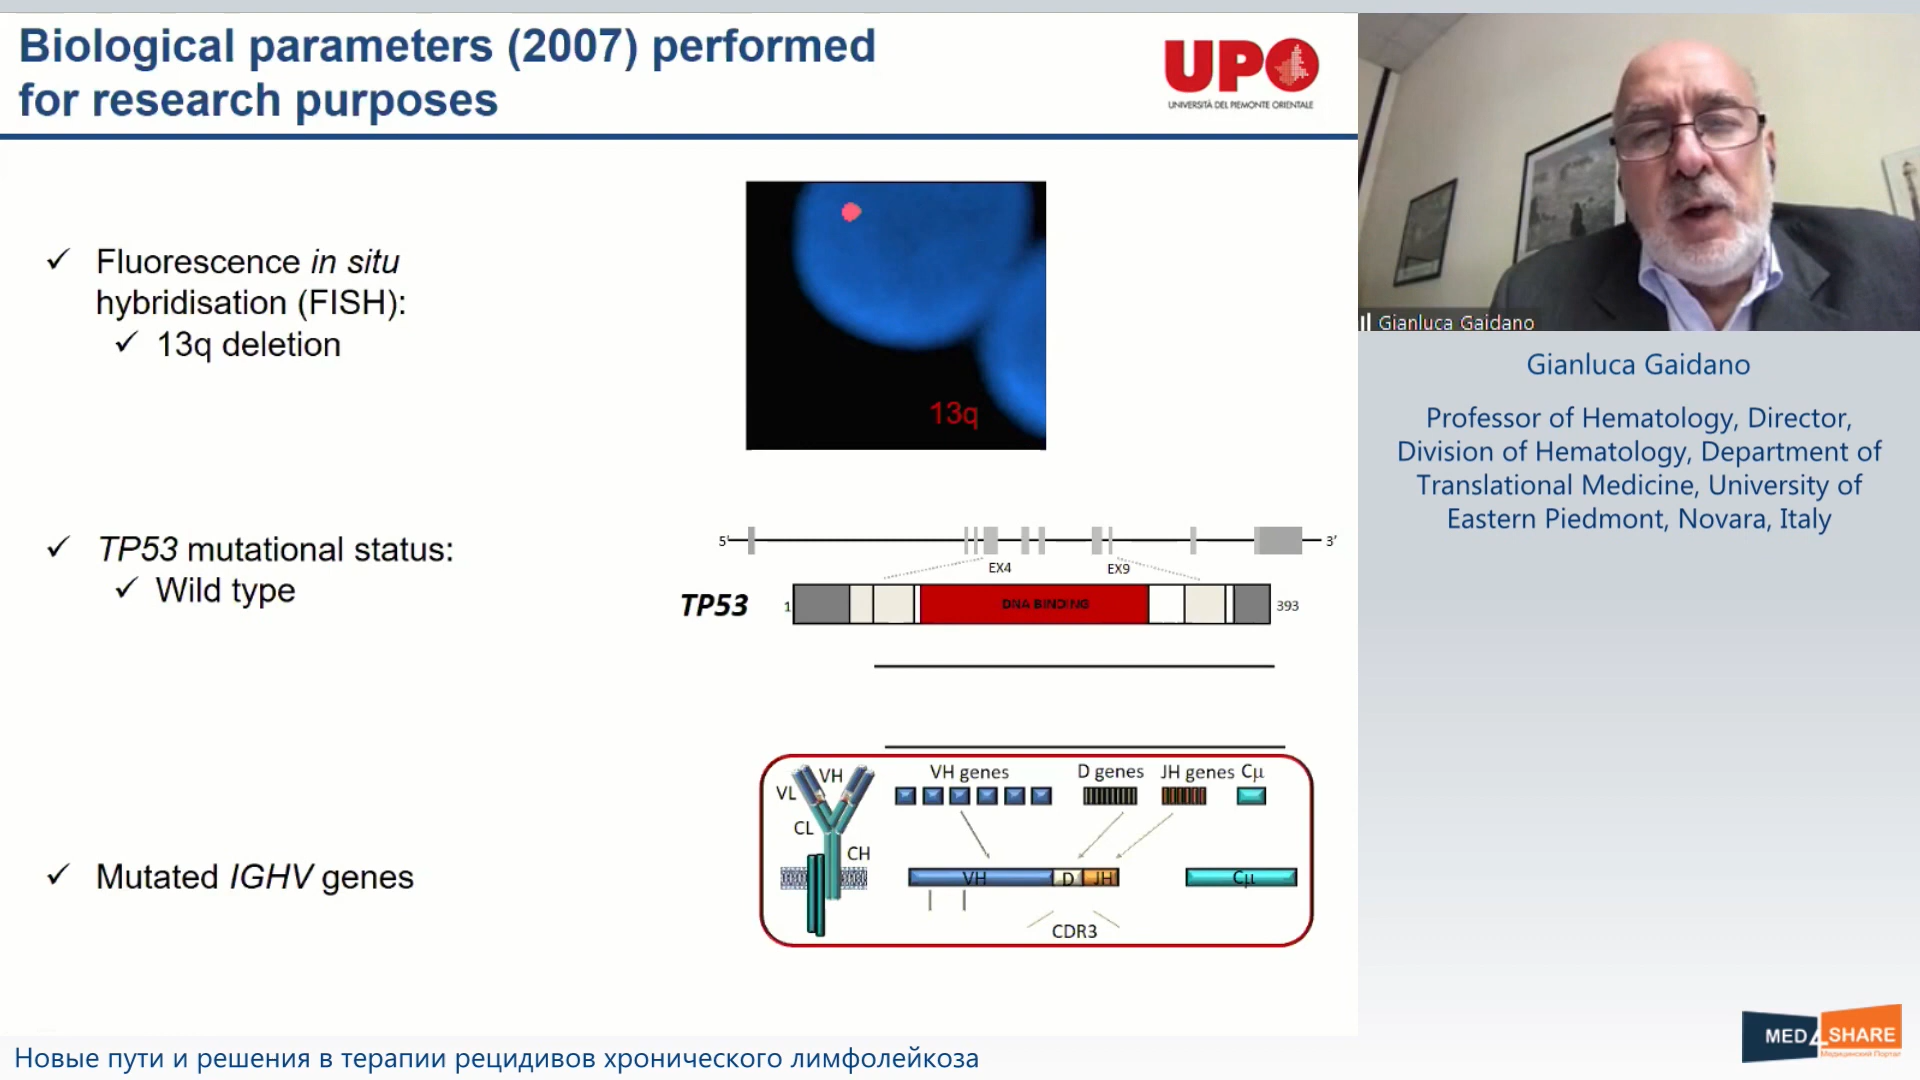 Biological parameters (2007) performed
for research purposes
UPO
UNIVERSITÀ DEL PIEMONTE ORIENTALE
✓ Fluorescence in situ
hybridisation (FISH):
✓ 13q deletion
13q
✓ TP53 mutational status:
✓ Wild type
5' 3'
EX4 EX9
TP53 1 DNA BINDING 393
✓ Mutated IGHV genes
VH VH genes D genes JH genes Cµ
VL
CL
CH
VH D JH Cµ
CDR3
Gianluca Gaidano
Gianluca Gaidano
Professor of Hematology, Director,
Division of Hematology, Department of
Translational Medicine, University of
Eastern Piedmont, Novara, Italy
MED4SHARE
Медицинский Портал
Новые пути и решения в терапии рецидивов хронического лимфолейкоза